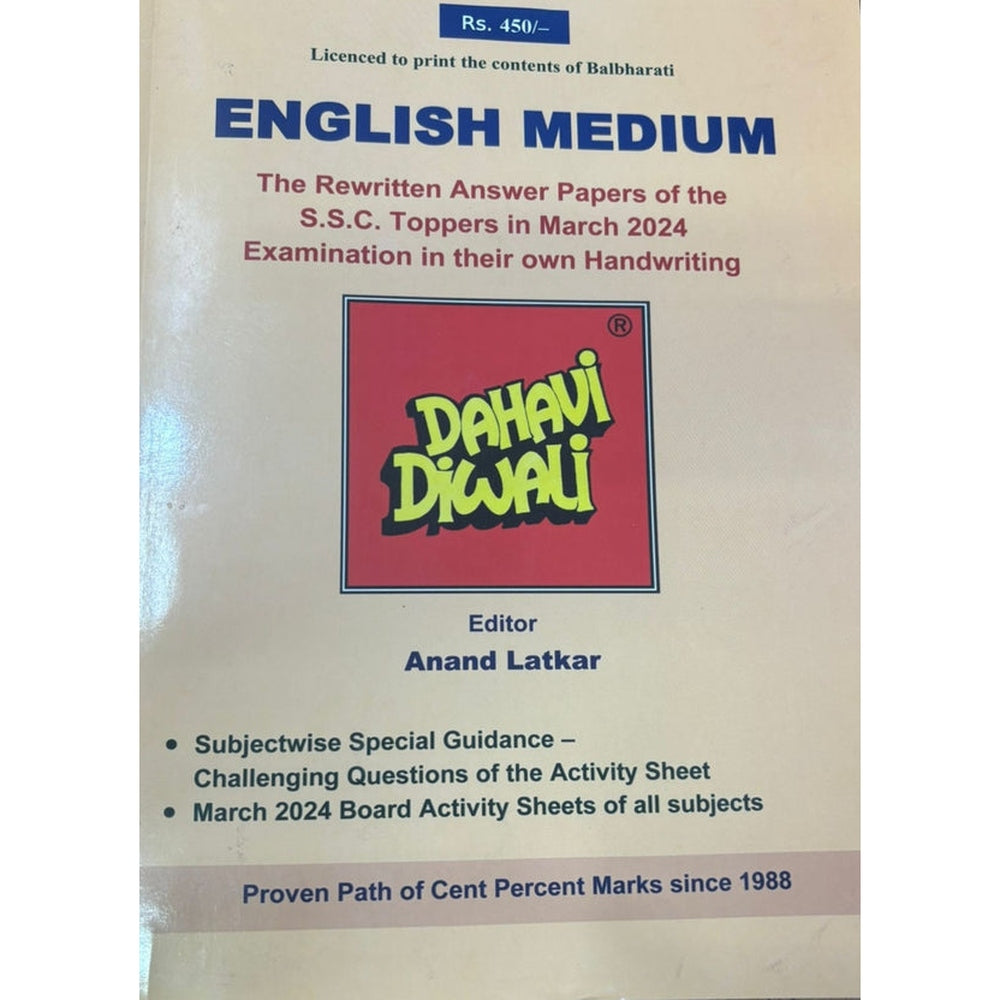 Rs. 450/–
Licenced to print the contents of Balbharati
ENGLISH MEDIUM
The Rewritten Answer Papers of the
S.S.C. Toppers in March 2024
Examination in their own Handwriting
®
DAHAVI
DIWALI
Editor
Anand Latkar
• Subjectwise Special Guidance –
Challenging Questions of the Activity Sheet
• March 2024 Board Activity Sheets of all subjects
Proven Path of Cent Percent Marks since 1988